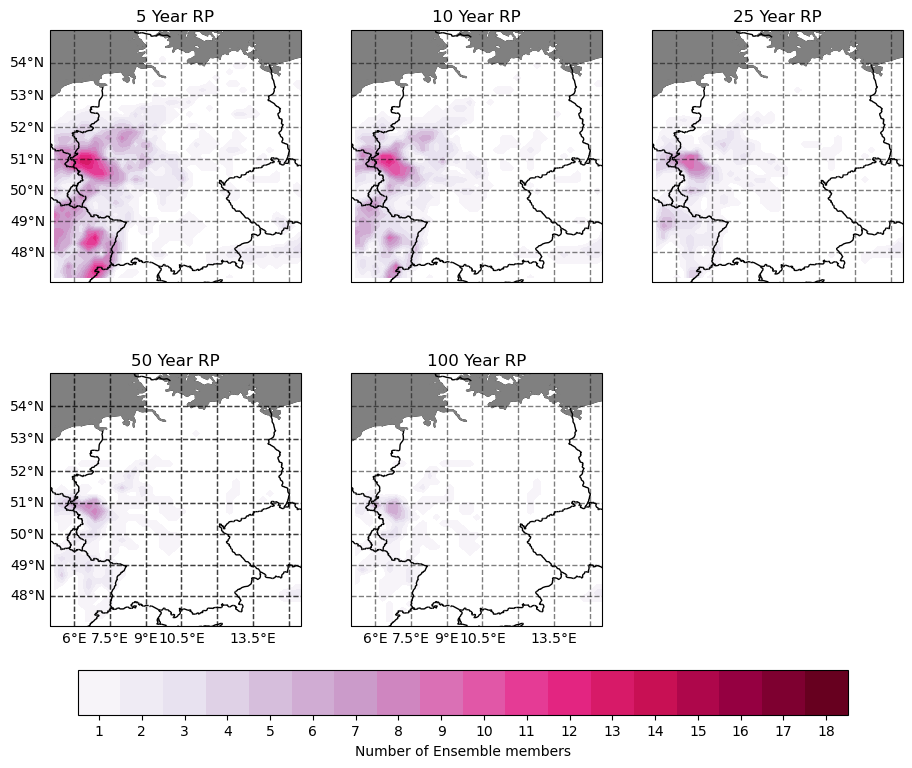 5 Year RP
10 Year RP
25 Year RP
54°N
53°N
52°N
51°N
50°N
49°N
48°N
50 Year RP
100 Year RP
54°N
53°N
52°N
51°N
50°N
49°N
48°N
6°E 7.5°E 9°E 10.5°E 13.5°E
6°E 7.5°E 9°E 10.5°E 13.5°E
1 2 3 4 5 6 7 8 9 10 11 12 13 14 15 16 17 18
Number of Ensemble members